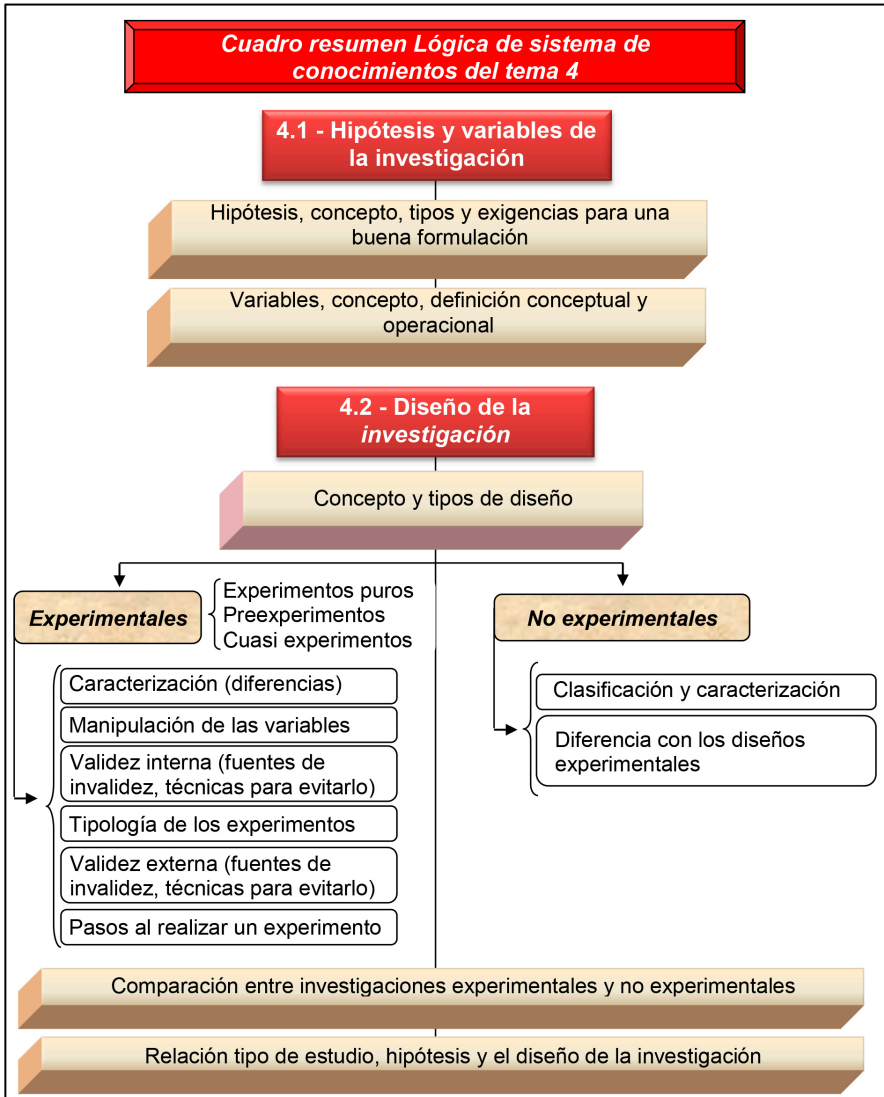 Cuadro resumen Lógica de sistema de
conocimientos del tema 4
4.1 - Hipótesis y variables de
la investigación
Hipótesis, concepto, tipos y exigencias para una
buena formulación
Variables, concepto, definición conceptual y
operacional
4.2 - Diseño de la
investigación
Concepto y tipos de diseño
Experimentales
Experimentos puros
Preexperimentos
Cuasi experimentos
Caracterización (diferencias)
Manipulación de las variables
Validez interna (fuentes de
invalidez, técnicas para evitarlo)
Tipología de los experimentos
Validez externa (fuentes de
invalidez, técnicas para evitarlo)
Pasos al realizar un experimento
No experimentales
Clasificación y caracterización
Diferencia con los diseños
experimentales
Comparación entre investigaciones experimentales y no experimentales
Relación tipo de estudio, hipótesis y el diseño de la investigación